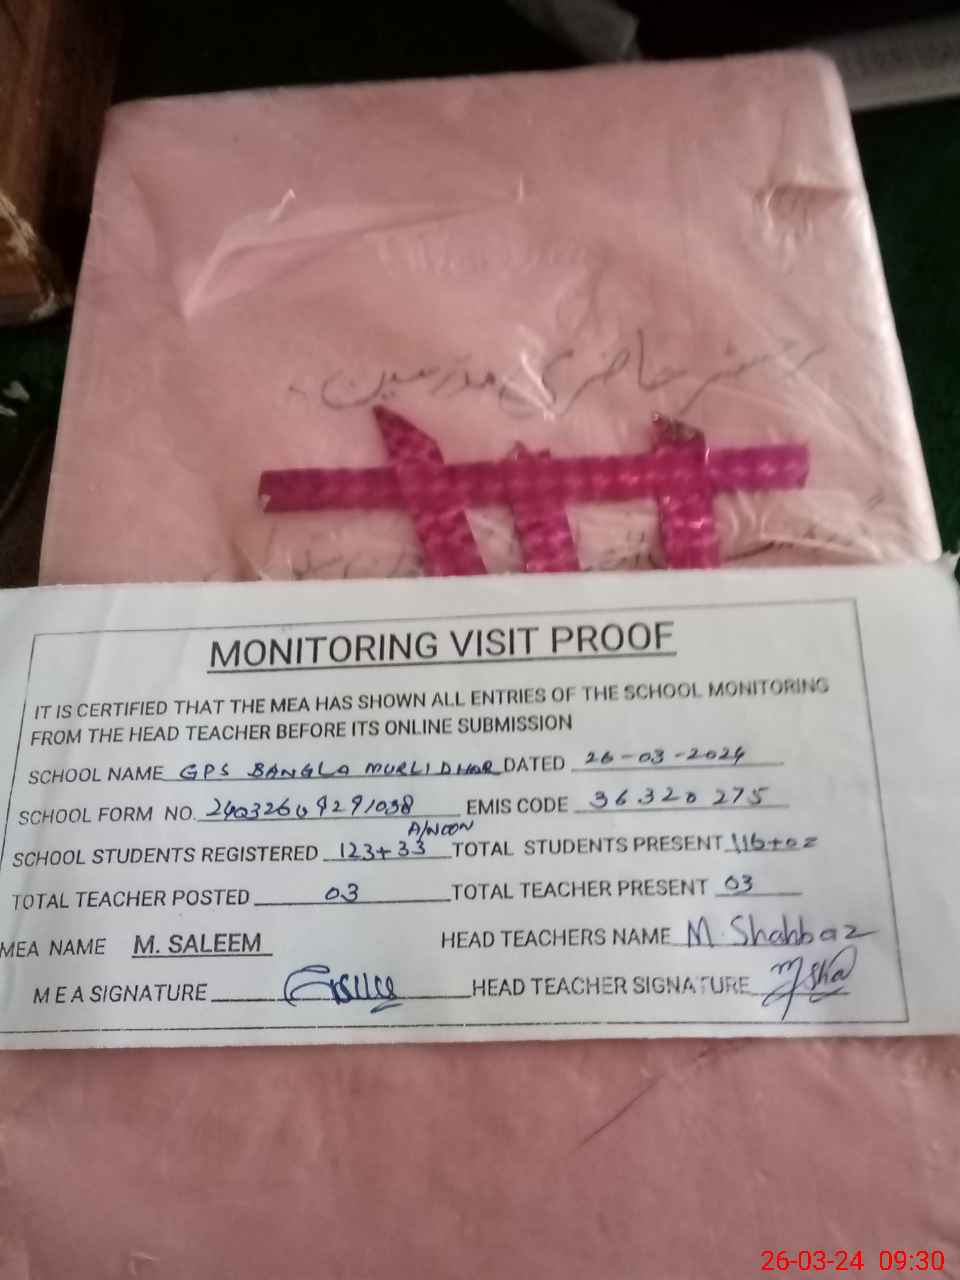 رجسٹر حاضری مدرسین
MONITORING VISIT PROOF
IT IS CERTIFIED THAT THE MEA HAS SHOWN ALL ENTRIES OF THE SCHOOL MONITORING
FROM THE HEAD TEACHER BEFORE ITS ONLINE SUBMISSION
SCHOOL NAME GPS BANGLA MURLIDHAR DATED 26-03-2024
SCHOOL FORM NO. EMIS CODE 36320275
A/NOON
SCHOOL STUDENTS REGISTERED 123+33 TOTAL STUDENTS PRESENT 116+02
TOTAL TEACHER POSTED 03 TOTAL TEACHER PRESENT 03
MEA NAME M. SALEEM HEAD TEACHERS NAME M. Shahbaz
MEA SIGNATURE HEAD TEACHER SIGNATURE
26-03-24 09:30